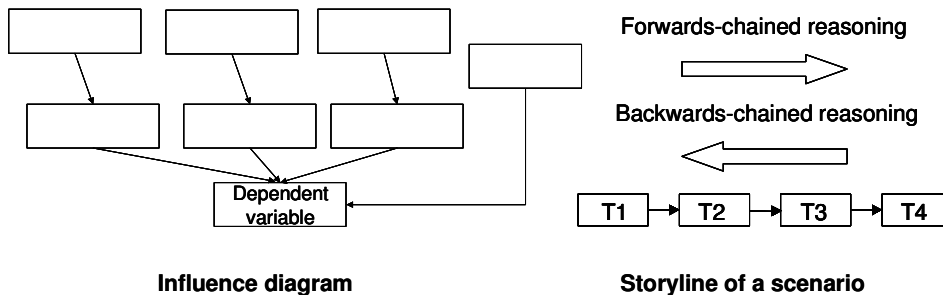 Dependent
variable
Influence diagram
Forwards-chained reasoning
Backwards-chained reasoning
T1 T2 T3 T4
Storyline of a scenario